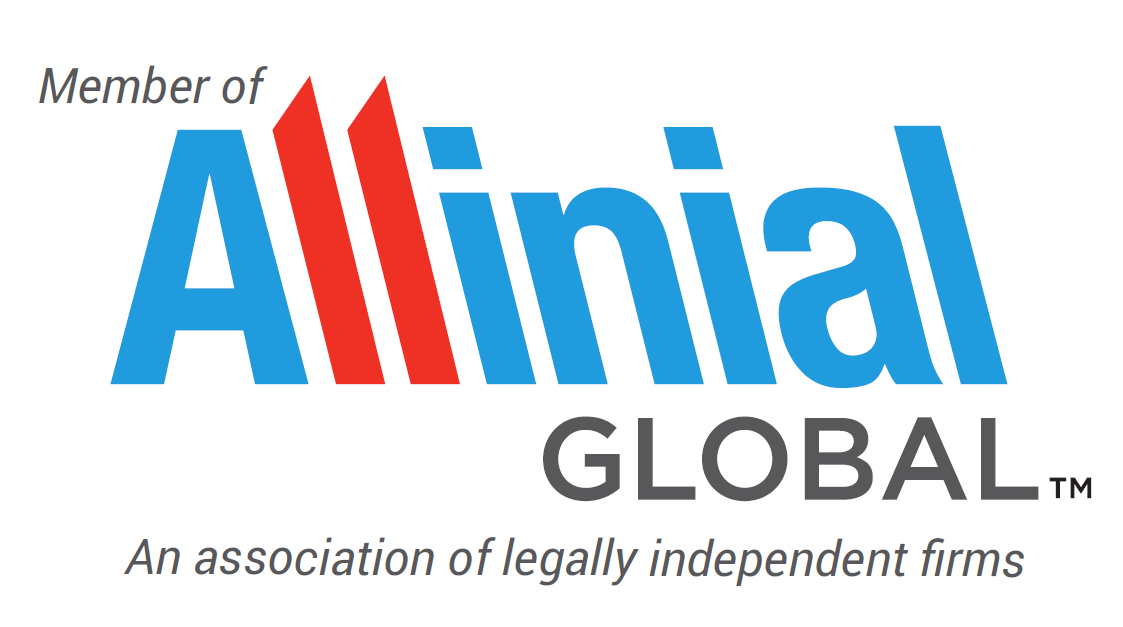 Member of
Allinial
GLOBAL™
An association of legally independent firms